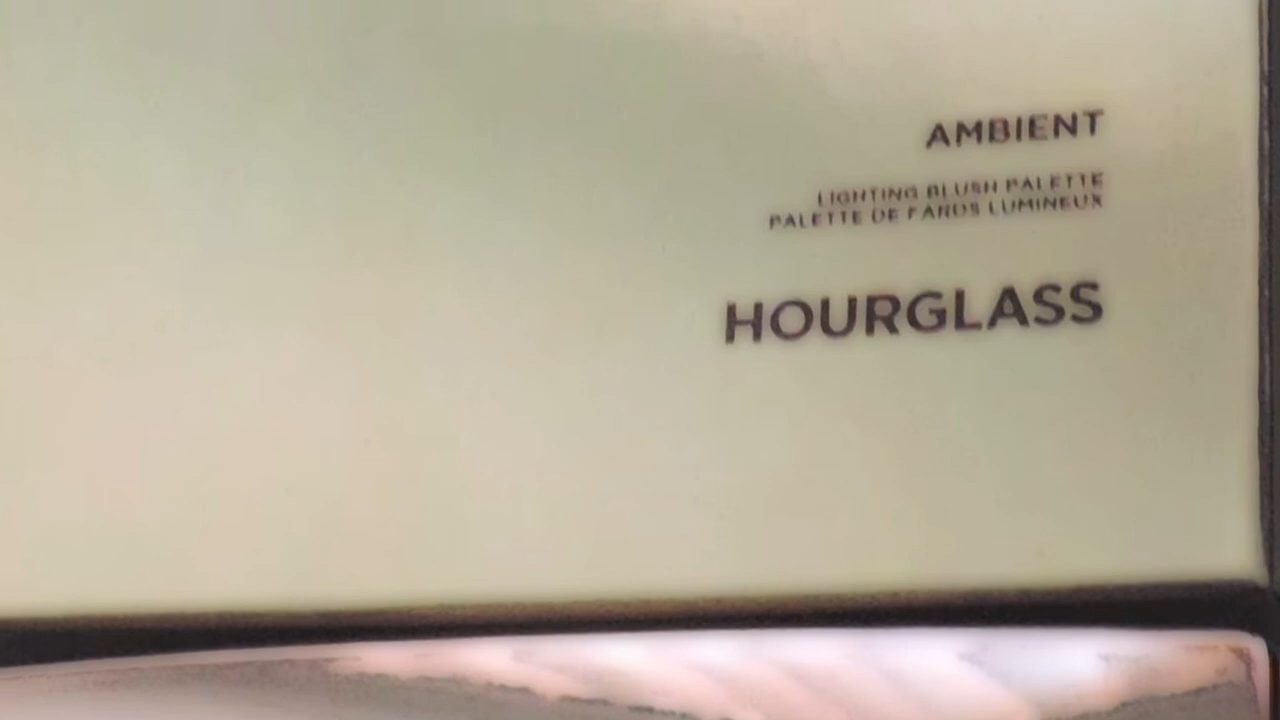 AMBIENT
LIGHTING BLUSH PALETTE
PALETTE DE FARDS LUMINEUX
HOURGLASS